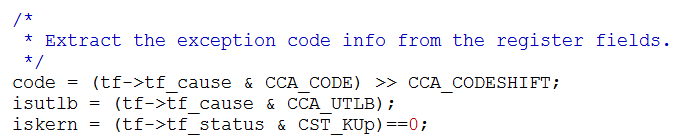 /*
 * Extract the exception code info from the register fields.
 */
code = (tf->tf_cause & CCA_CODE) >> CCA_CODESHIFT;
isutlb = (tf->tf_cause & CCA_UTLB);
iskern = (tf->tf_status & CST_KUp)==0;